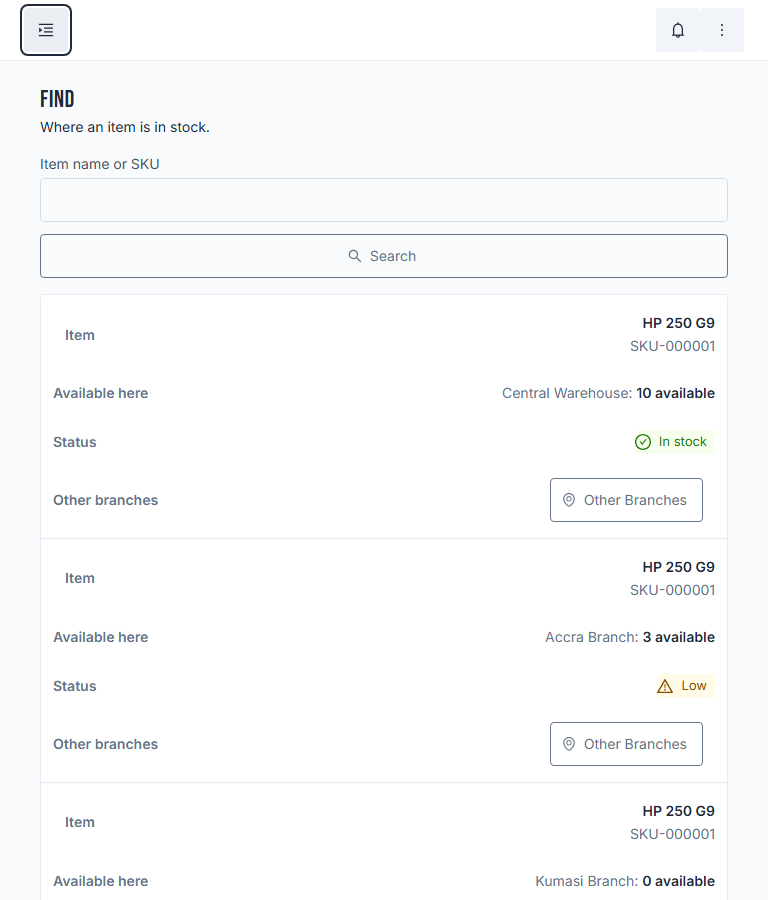 FIND
Where an item is in stock.
Item name or SKU
Search
Item
HP 250 G9
SKU-000001
Available here
Central Warehouse: 10 available
Status
In stock
Other branches
Other Branches
Item
HP 250 G9
SKU-000001
Available here
Accra Branch: 3 available
Status
Low
Other branches
Other Branches
Item
HP 250 G9
SKU-000001
Available here
Kumasi Branch: 0 available